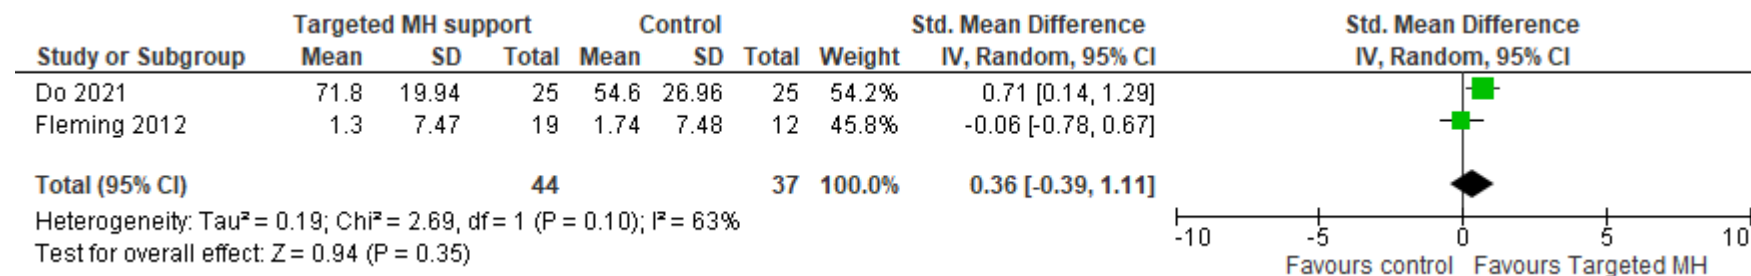 Targeted MH support Control Std. Mean Difference Std. Mean Difference
Study or Subgroup Mean SD Total Mean SD Total Weight IV, Random, 95% CI IV, Random, 95% CI
Do 2021 71.8 19.94 25 54.6 26.96 25 54.2% 0.71 [0.14, 1.29]
Fleming 2012 1.3 7.47 19 1.74 7.48 12 45.8% -0.06 [-0.78, 0.67]
Total (95% CI) 44 37 100.0% 0.36 [-0.39, 1.11]
Heterogeneity: Tau² = 0.19; Chi² = 2.69, df = 1 (P = 0.10); I² = 63%
Test for overall effect: Z = 0.94 (P = 0.35)
-10 -5 0 5 10
Favours control Favours Targeted MH